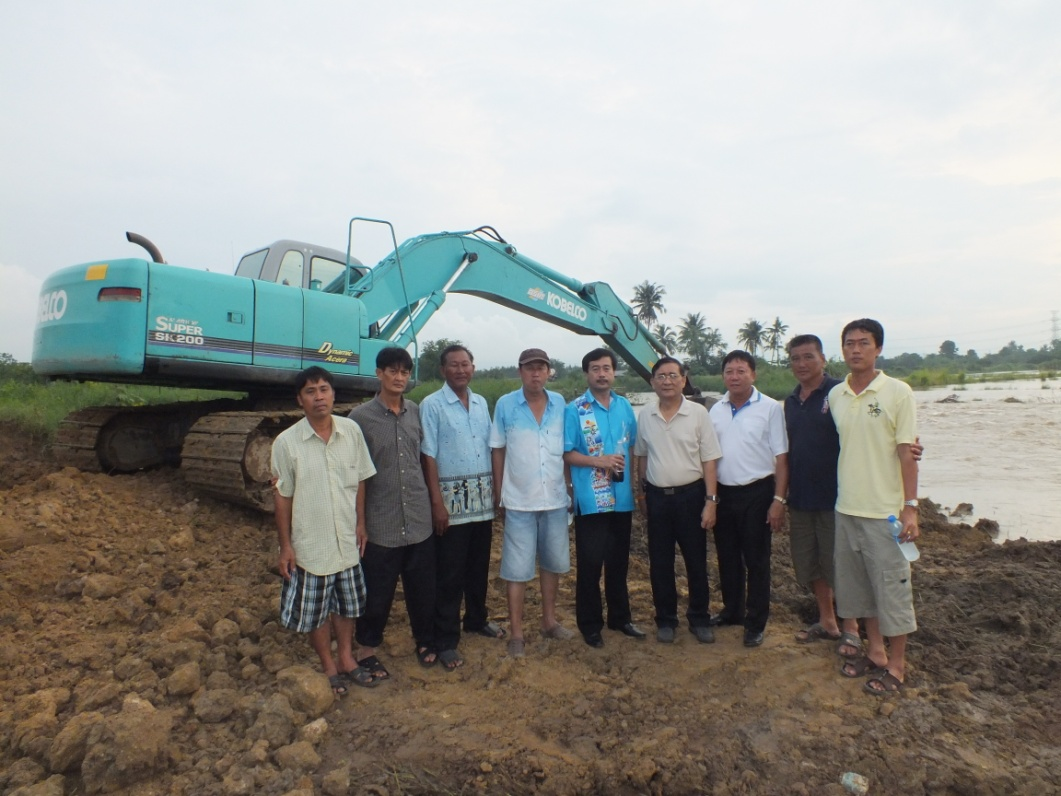 KOBELCO
SUPER
SK200
DYNAMIC
ACERA
KOBELCO